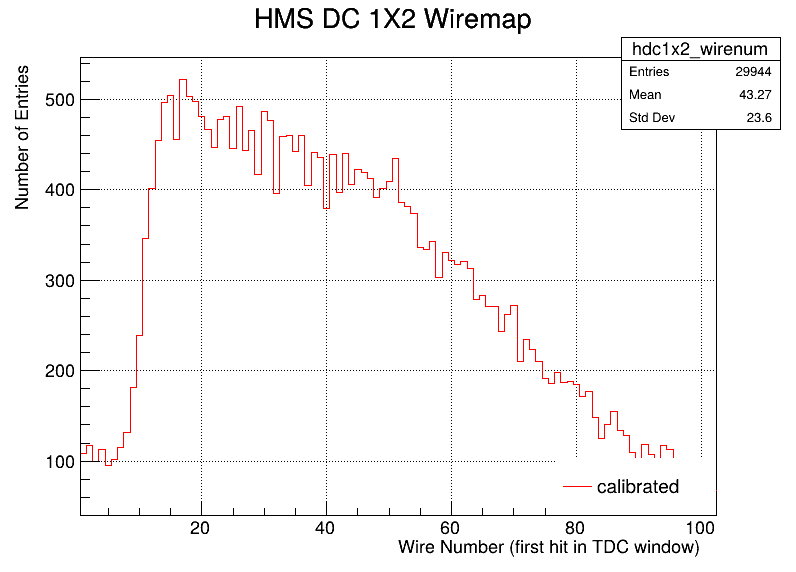 HMS DC 1X2 Wiremap
hdc1x2_wirenum
Entries 29944
Mean 43.27
Std Dev 23.6
Number of Entries
500
400
300
200
100
calibrated
20 40 60 80 100
Wire Number (first hit in TDC window)